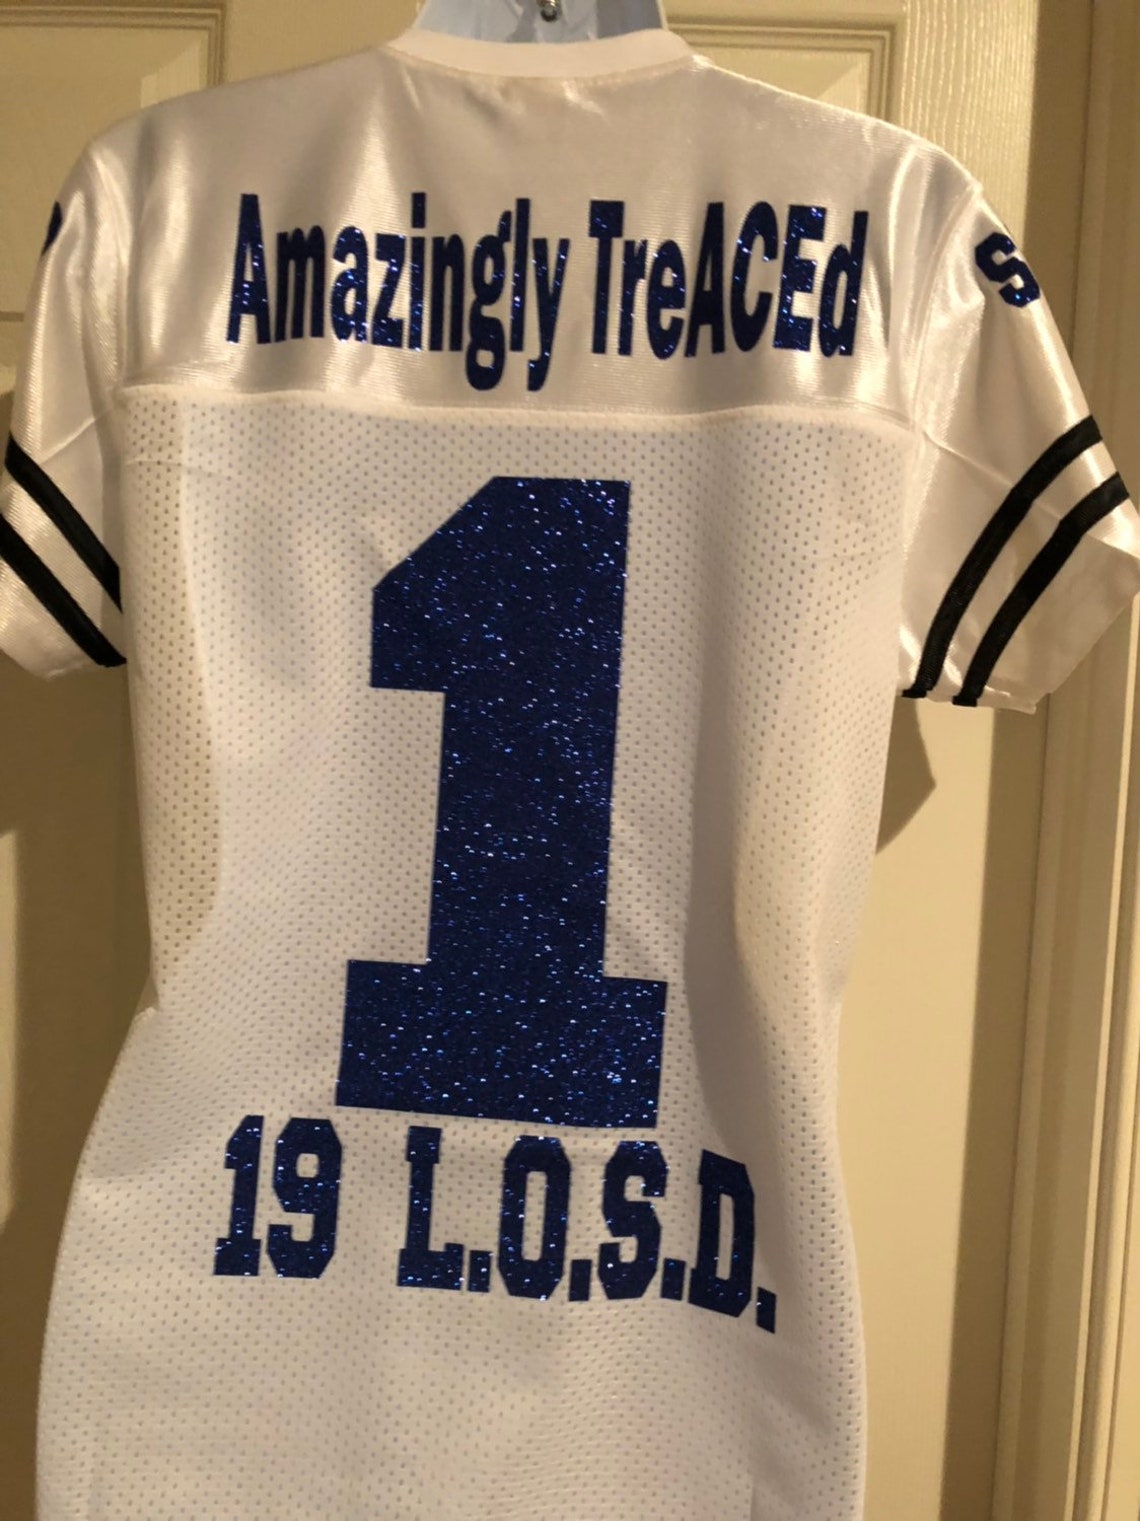 Amazingly TreACEd
S
1
19 L.O.S.D.